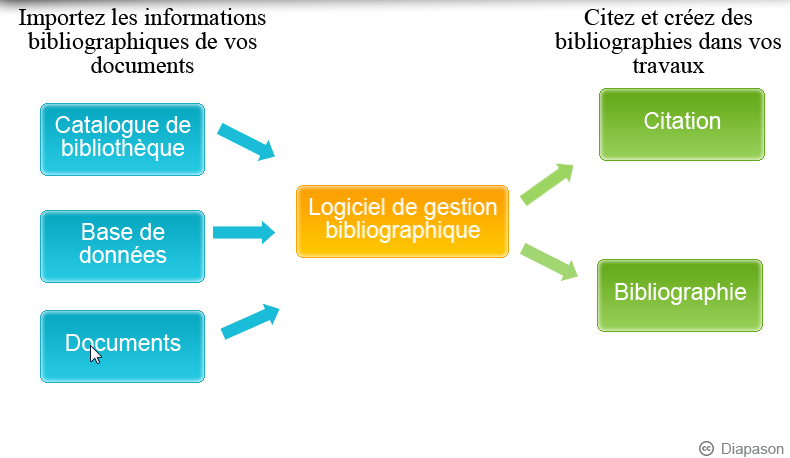 Importez les informations
bibliographiques de vos
documents
Citez et créez des
bibliographies dans vos
travaux
Catalogue de
bibliothèque
Base de
données
Documents
Logiciel de gestion
bibliographique
Citation
Bibliographie
cc Diapason